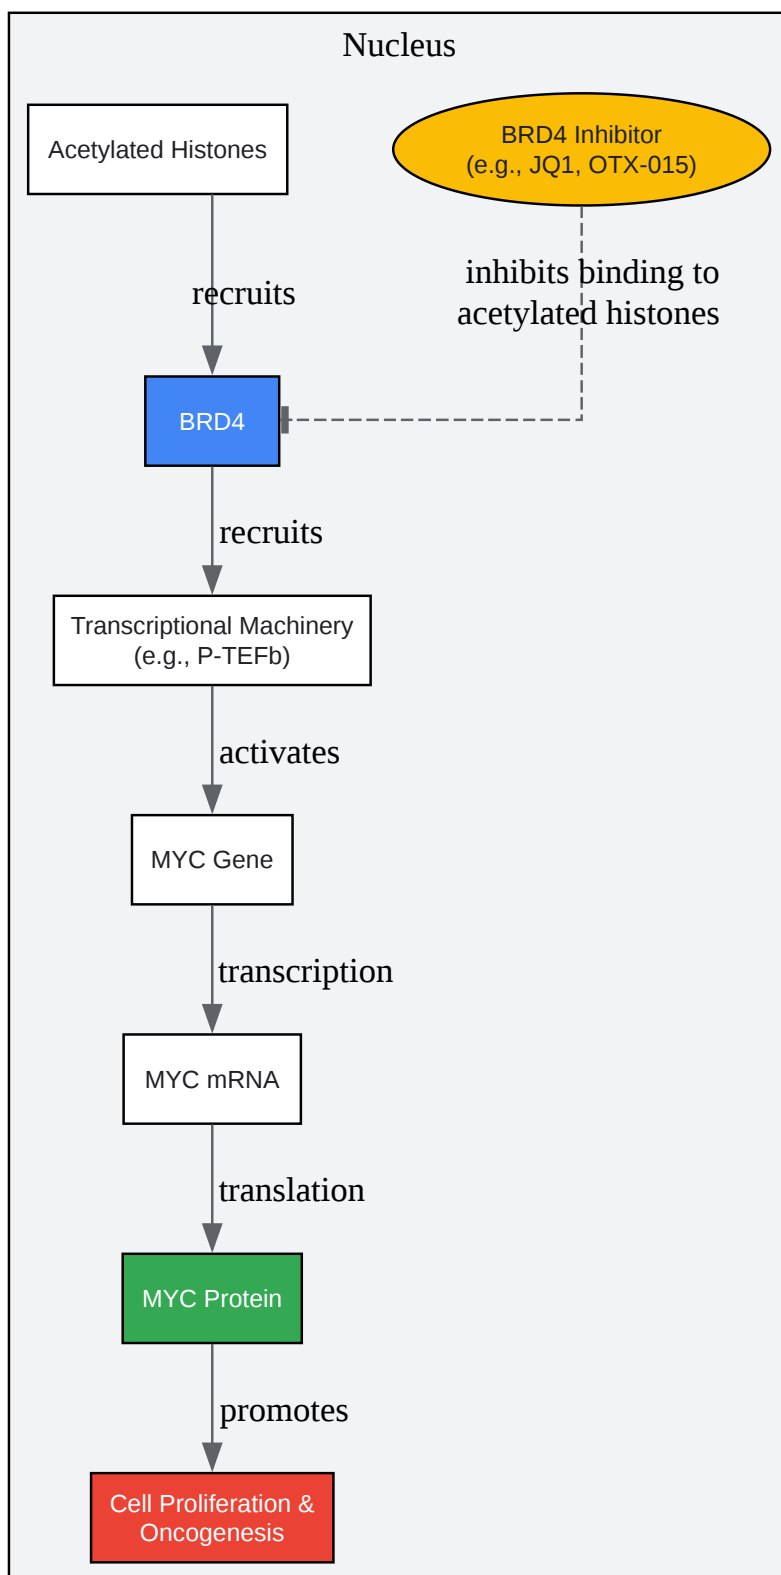 Nucleus
Acetylated Histones
BRD4 Inhibitor
(e.g., JQ1, OTX-015)
recruits
inhibits binding to
acetylated histones
BRD4
recruits
Transcriptional Machinery
(e.g., P-TEFb)
activates
MYC Gene
transcription
MYC mRNA
translation
MYC Protein
promotes
Cell Proliferation &
Oncogenesis